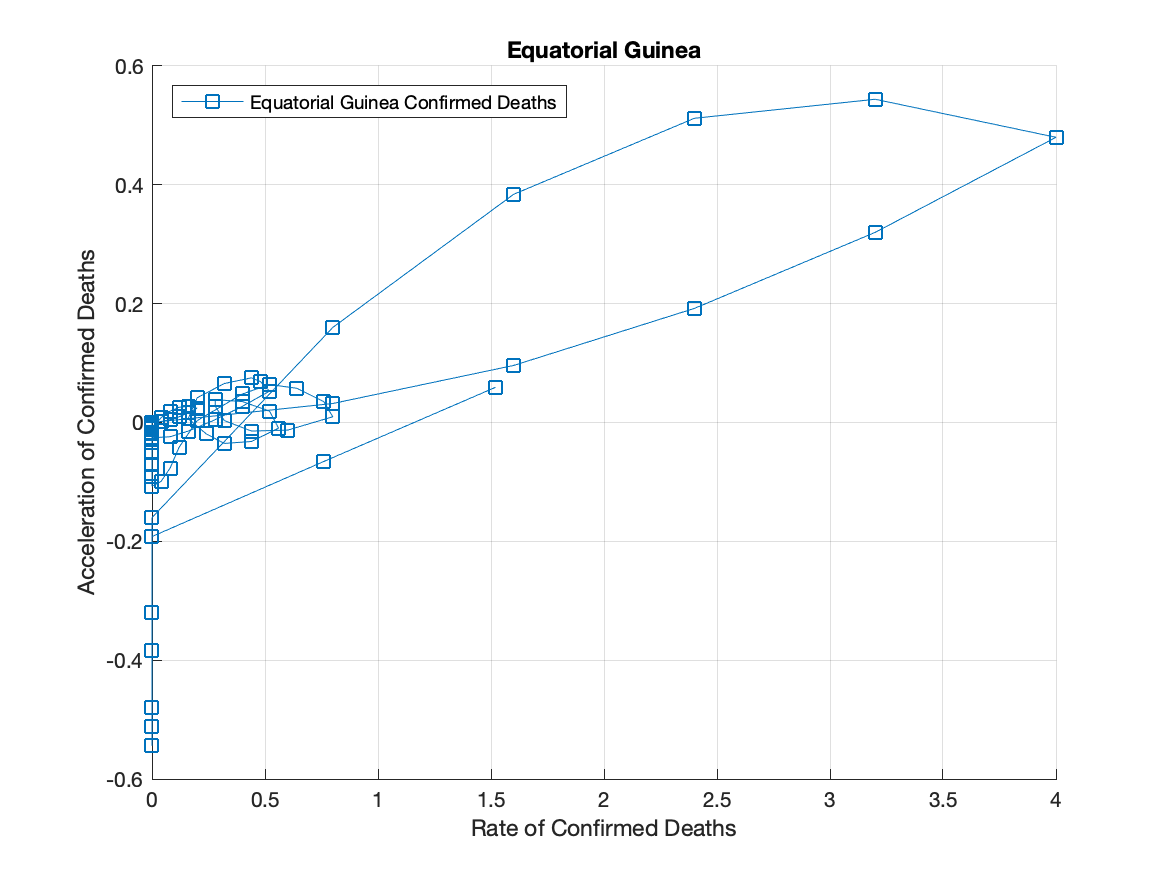 Equatorial Guinea
Equatorial Guinea Confirmed Deaths
Acceleration of Confirmed Deaths
0.6
0.4
0.2
0
-0.2
-0.4
-0.6
0 0.5 1 1.5 2 2.5 3 3.5 4
Rate of Confirmed Deaths